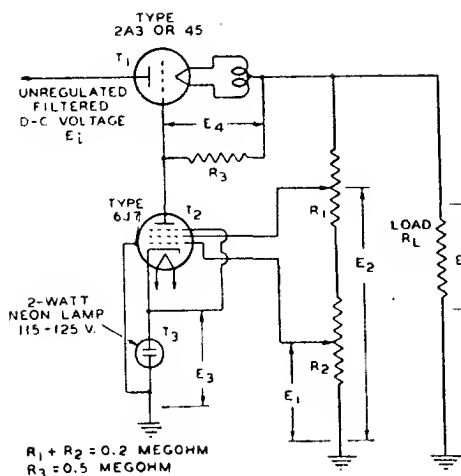 TYPE
2A3 OR 45
T1
UNREGULATED
FILTERED
D-C VOLTAGE
Ei
E4
R3
TYPE
6J7
T2
R1
E2
LOAD
RL
E
2-WATT
NEON LAMP
115-125 V.
T3
E3
E1
R2
R1 + R2 = 0.2 MEGOHM
R3 = 0.5 MEGOHM